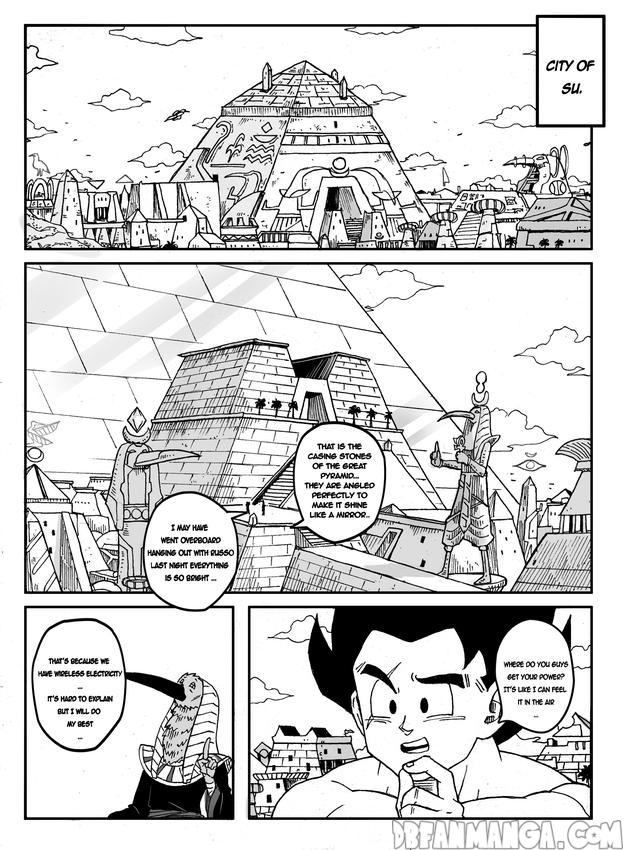 CITY OF
SU.
THAT IS THE
CASING STONES
OF THE GREAT
PYRAMID...
THEY ARE ANGLED
PERFECTLY TO
MAKE IT SHINE
LIKE A MIRROR..
I MAY HAVE
WENT OVERBOARD
HANGING OUT WITH RUSSO
LAST NIGHT EVERYTHING
IS SO BRIGHT ...
WHERE DO YOU GUYS
GET YOUR POWER?
IT'S LIKE I CAN FEEL
IT IN THE AIR
...
THAT'S BECAUSE WE
HAVE WIRELESS ELECTRICITY
...
IT'S HARD TO EXPLAIN
BUT I WILL DO
MY BEST
...
DBFANMANGA.COM